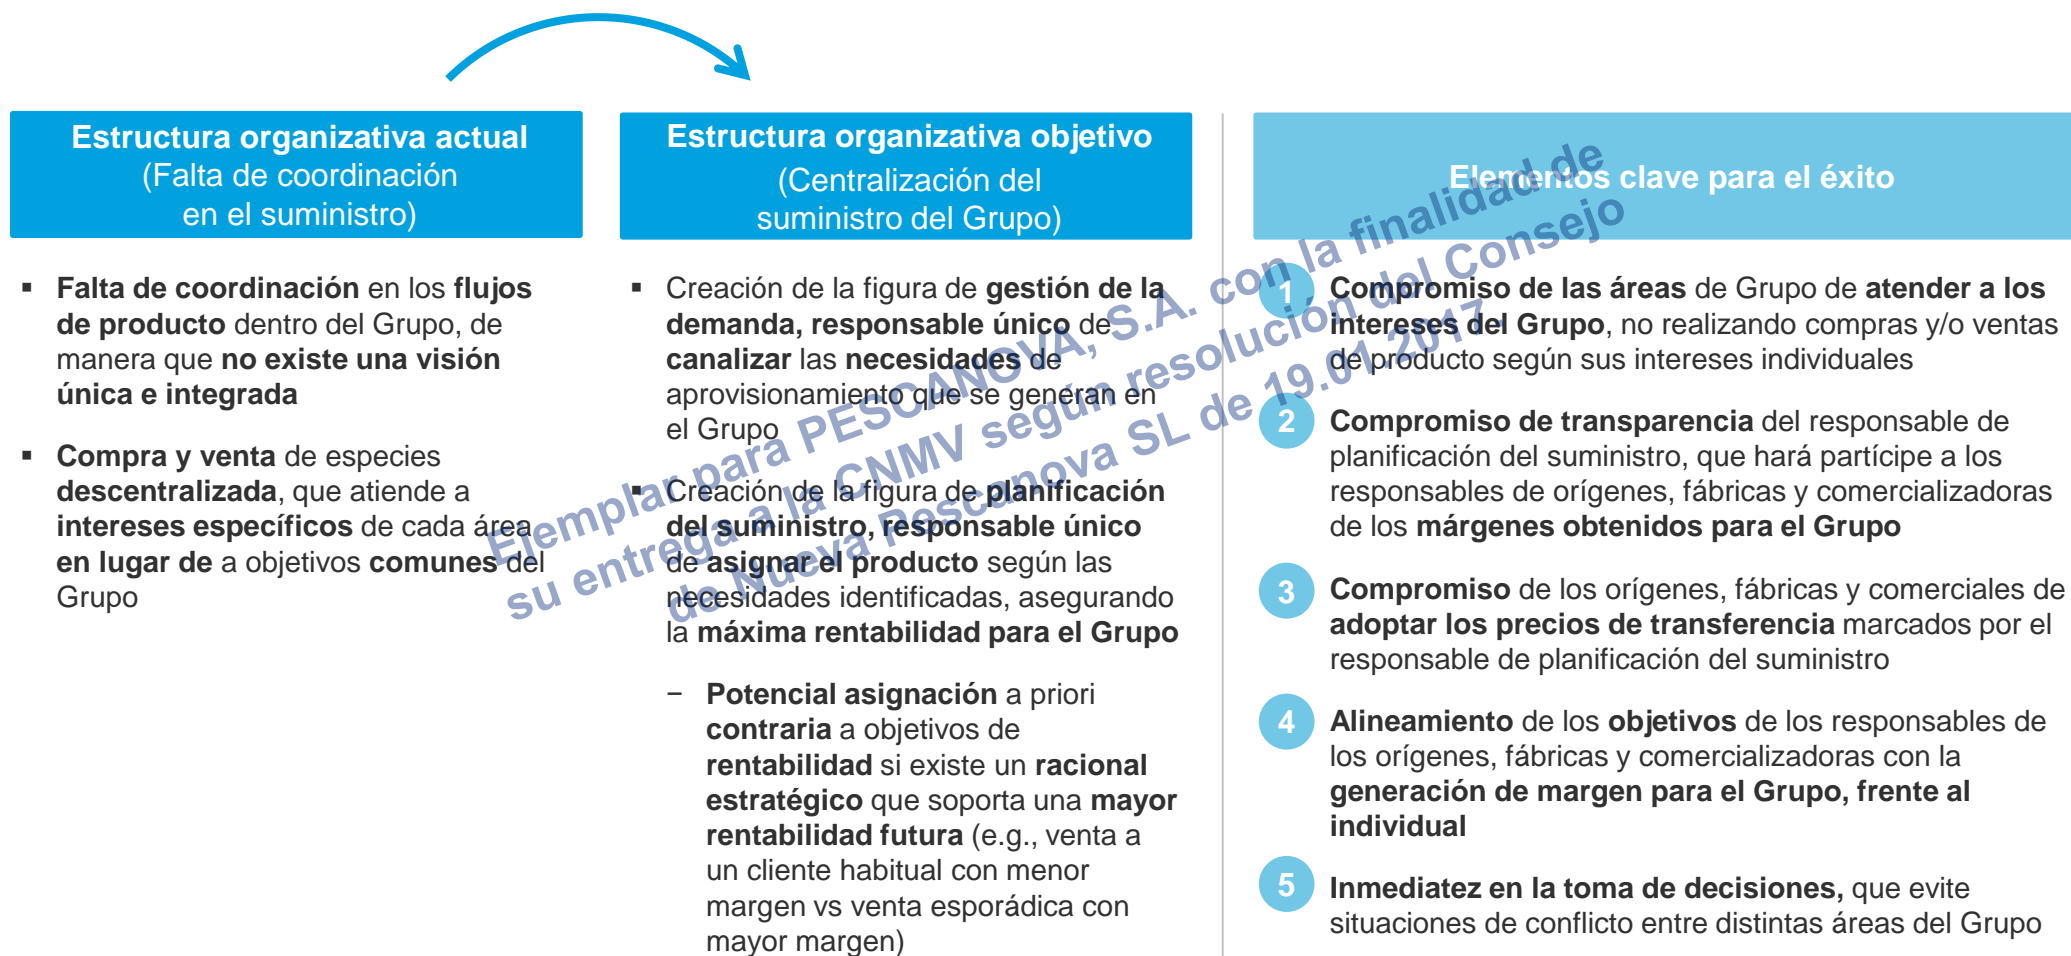 Estructura organizativa actual
(Falta de coordinación
en el suministro)
▪ Falta de coordinación en los flujos
de producto dentro del Grupo, de
manera que no existe una visión
única e integrada
▪ Compra y venta de especies
descentralizada, que atiende a
intereses específicos de cada área
en lugar de a objetivos comunes del
Grupo
Estructura organizativa objetivo
(Centralización del
suministro del Grupo)
▪ Creación de la figura de gestión de la
demanda, responsable único de
canalizar las necesidades de
aprovisionamiento que se generan en
el Grupo
▪ Creación de la figura de planificación
del suministro, responsable único
de asignar el producto según las
necesidades identificadas, asegurando
la máxima rentabilidad para el Grupo
− Potencial asignación a priori
contraria a objetivos de
rentabilidad si existe un racional
estratégico que soporta una mayor
rentabilidad futura (e.g., venta a
un cliente habitual con menor
margen vs venta esporádica con
mayor margen)
Elementos clave para el éxito
1 Compromiso de las áreas de Grupo de atender a los
intereses del Grupo, no realizando compras y/o ventas
de producto según sus intereses individuales
2 Compromiso de transparencia del responsable de
planificación del suministro, que hará partícipe a los
responsables de orígenes, fábricas y comercializadoras
de los márgenes obtenidos para el Grupo
3 Compromiso de los orígenes, fábricas y comerciales de
adoptar los precios de transferencia marcados por el
responsable de planificación del suministro
4 Alineamiento de los objetivos de los responsables de
los orígenes, fábricas y comercializadoras con la
generación de margen para el Grupo, frente al
individual
5 Inmediatez en la toma de decisiones, que evite
situaciones de conflicto entre distintas áreas del Grupo
Ejemplar para PESCANOVA, S.A. con la finalidad de
su entrega a la CNMV según resolución del Consejo
de Nueva Pescanova SL de 19.01.2017.